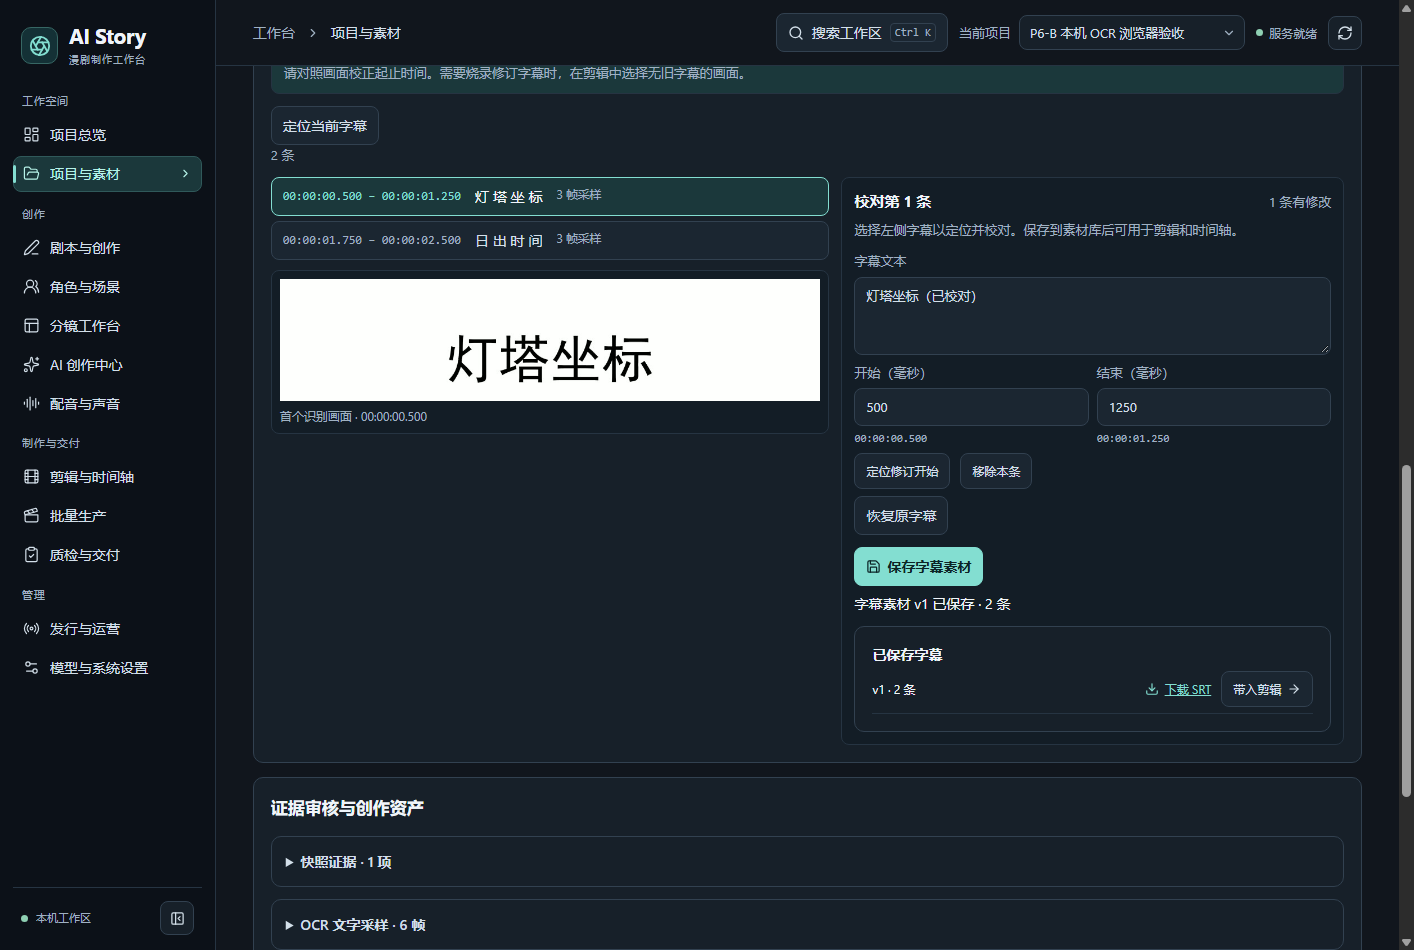 AI Story
漫剧制作工作台
工作空间
项目总览
项目与素材
创作
剧本与创作
角色与场景
分镜工作台
AI 创作中心
配音与声音
制作与交付
剪辑与时间轴
批量生产
质检与交付
管理
发行与运营
模型与系统设置
本机工作区
工作台 > 项目与素材
搜索工作区 Ctrl K
当前项目 P6-B 本机 OCR 浏览器验收
服务就绪
请对照画面校正起止时间。需要烧录修订字幕时，在剪辑中选择无旧字幕的画面。
定位当前字幕
2 条
00:00:00.500 – 00:00:01.250 灯 塔 坐 标 3 帧采样
00:00:01.750 – 00:00:02.500 日 出 时 间 3 帧采样
灯塔坐标
首个识别画面 · 00:00:00.500
校对第 1 条 1 条有修改
选择左侧字幕以定位并校对。保存到素材库后可用于剪辑和时间轴。
字幕文本
灯塔坐标（已校对）
开始（毫秒） 结束（毫秒）
500 1250
00:00:00.500 00:00:01.250
定位修订开始 移除本条
恢复原字幕
保存字幕素材
字幕素材 v1 已保存 · 2 条
已保存字幕
v1 · 2 条 下载 SRT 带入剪辑
证据审核与创作资产
快照证据 · 1 项
OCR 文字采样 · 6 帧